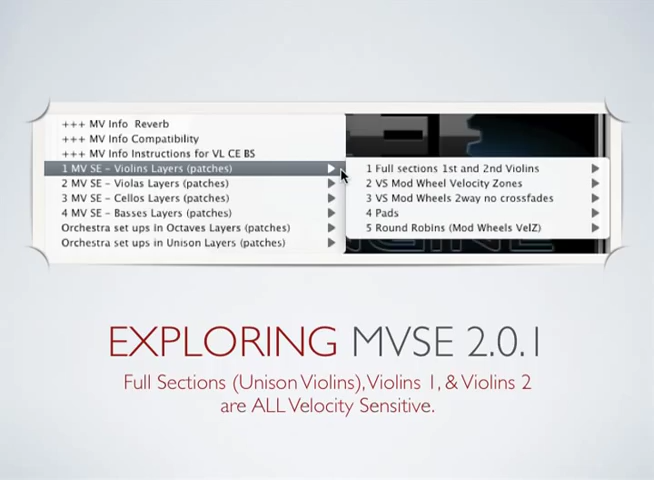 +++ MV Info  Reverb
+++ MV Info Compatibility
+++ MV Info Instructions for VL CE BS
1 MV SE – Violins Layers (patches)
2 MV SE – Violas Layers (patches)
3 MV SE – Cellos Layers (patches)
4 MV SE – Basses Layers (patches)
Orchestra set ups in Octaves Layers (patches)
Orchestra set ups in Unison Layers (patches)
1 Full sections 1st and 2nd Violins
2 VS Mod Wheel Velocity Zones
3 VS Mod Wheels 2way no crossfades
4 Pads
5 Round Robins (Mod Wheels VelZ)
EXPLORING MVSE 2.0.1
Full Sections (Unison Violins), Violins 1, & Violins 2
are ALL Velocity Sensitive.